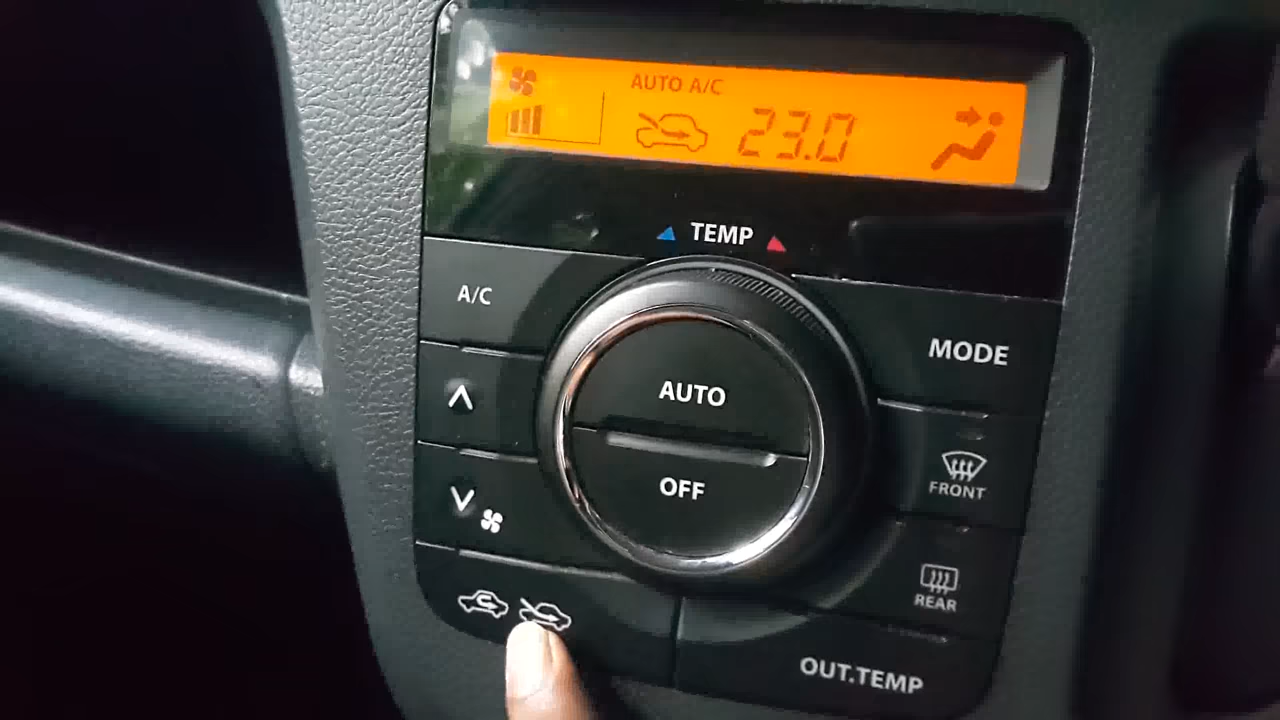 AUTO A/C
23.0
TEMP
A/C
MODE
AUTO
OFF
FRONT
REAR
OUT.TEMP